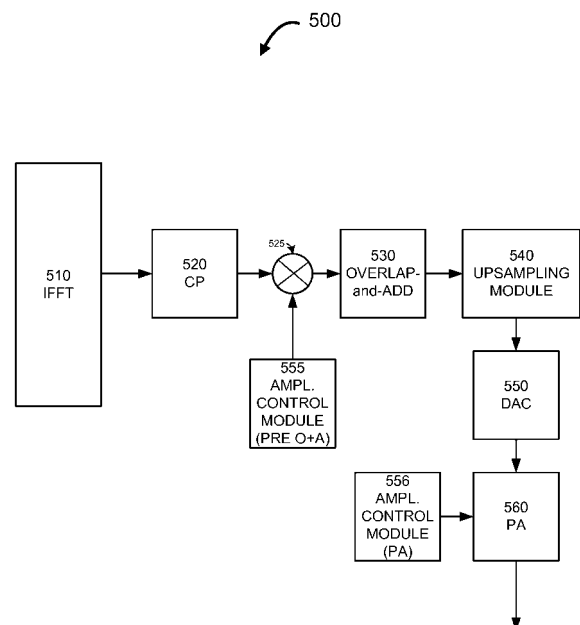 500
510
IFFT
520
CP
525
530
OVERLAP-
and-ADD
540
UPSAMPLING
MODULE
555
AMPL.
CONTROL
MODULE
(PRE O+A)
550
DAC
556
AMPL.
CONTROL
MODULE
(PA)
560
PA